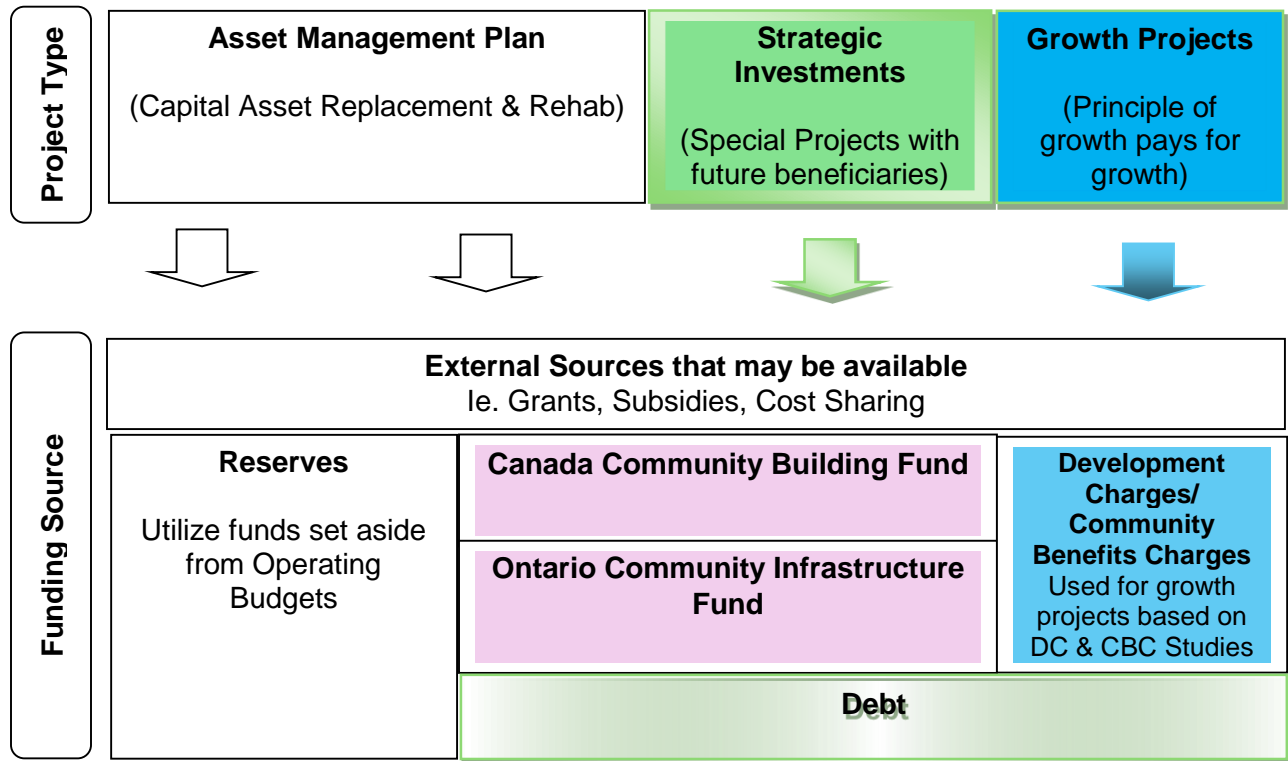 Project Type
Asset Management Plan
(Capital Asset Replacement & Rehab)
Strategic
Investments
(Special Projects with
future beneficiaries)
Growth Projects
(Principle of
growth pays for
growth)
Funding Source
External Sources that may be available
Ie. Grants, Subsidies, Cost Sharing
Reserves
Utilize funds set aside
from Operating
Budgets
Canada Community Building Fund
Ontario Community Infrastructure
Fund
Development
Charges/
Community
Benefits Charges
Used for growth
projects based on
DC & CBC Studies
Debt